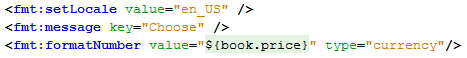 <fmt:setLocale value="en_US" />
<fmt:message key="Choose" />
<fmt:formatNumber value="${book.price}" type="currency"/>